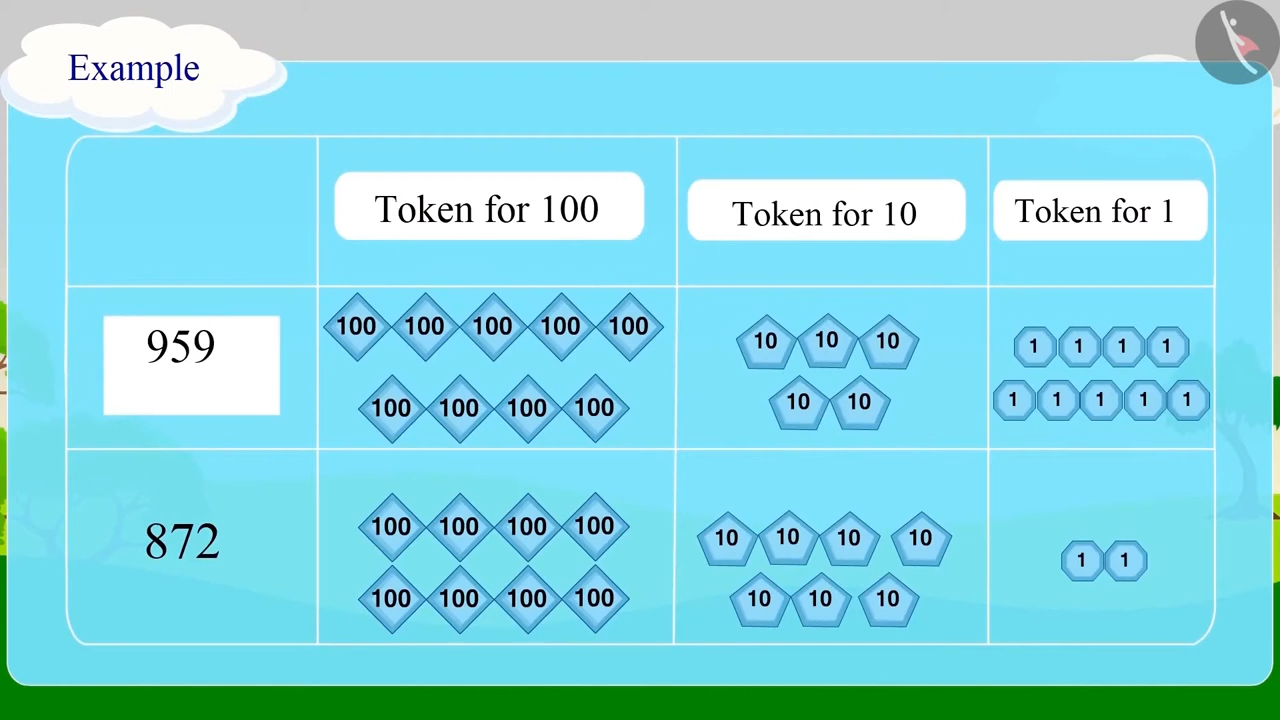 Example
Token for 100
Token for 10
Token for 1
959
100 100 100 100 100
100 100 100 100
10 10 10
10 10
1 1 1 1
1 1 1 1 1
872
100 100 100 100
100 100 100 100
10 10 10 10
10 10 10
1 1